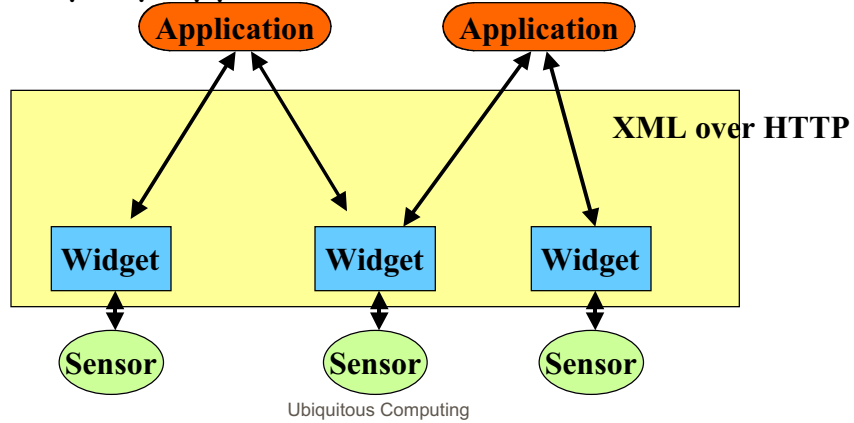 Application
Application
XML over HTTP
Widget
Widget
Widget
Sensor
Sensor
Sensor
Ubiquitous Computing